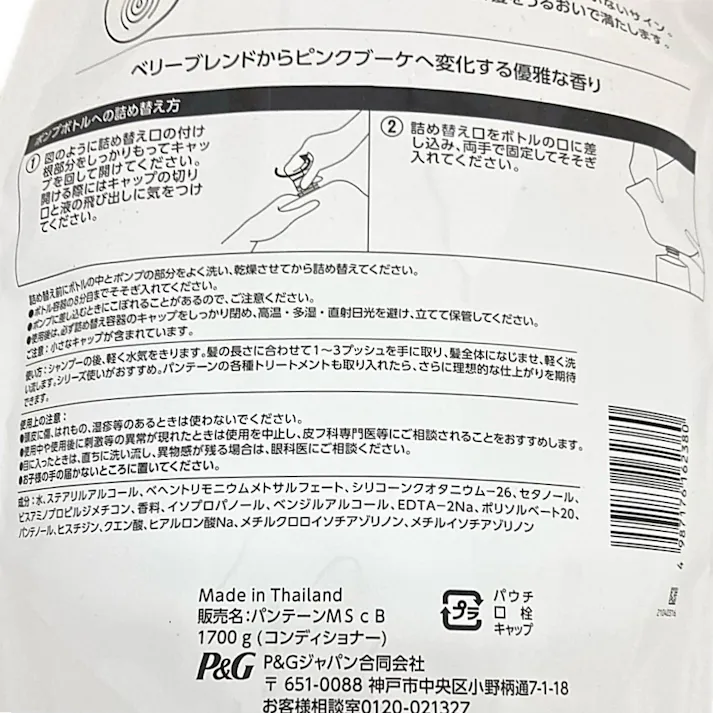 ないサイン。
をうるおいで満たします。
ベリーブレンドからピンクブーケへ変化する優雅な香り
ポンプボトルへの詰め替え方
① 図のように詰め替え口の付け
根部分をしっかりもってキャッ
プを回して開けてください。
開ける際にはキャップの切り
口と液の飛び出しに気をつけ
てください。
② 詰め替え口をボトルの口に差
し込み、両手で固定してそそぎ
入れてください。
詰め替え前にボトルの中とポンプの部分をよく洗い、乾燥させてから詰め替えてください。
●ボトル容器の8分目までそそぎ入れてください。
●ポンプに差し込むときにこぼれることがあるので、ご注意ください。
●使用後は、必ず詰め替え容器のキャップをしっかり閉め、高温・多湿・直射日光を避け、立てて保管してください。
ご注意：小さなキャップが含まれています。
使い方：シャンプーの後、軽く水気をきります。髪の長さに合わせて1～3プッシュを手に取り、髪全体になじませ、軽く洗
い流します。シリーズ使いがおすすめ。パンテーンの各種トリートメントも取り入れたら、さらに理想的な仕上がりを期待
できます。
使用上の注意：
●頭皮に傷、はれもの、湿疹等のあるときは使わないでください。
●使用中や使用後に刺激等の異常が現れたときは使用を中止し、皮フ科専門医等にご相談されることをおすすめします。
●目に入ったときは、直ちに洗い流し、異物感が残る場合は、眼科医にご相談ください。
●お子様の手の届かないところに置いてください。
成分：水、ステアリルアルコール、ベヘントリモニウムメトサルフェート、シリコーンクオタニウム-26、セタノール、
ビスアミノプロピルジメチコン、香料、イソプロパノール、ベンジルアルコール、EDTA-2Na、ポリソルベート20、
パンテノール、ヒスチジン、クエン酸、ヒアルロン酸Na、メチルクロロイソチアゾリノン、メチルイソチアゾリノン
4 987176 162380
Made in Thailand
販売名：パンテーンMScB
1700g(コンディショナー)
プラ
パウチ
口 栓
キャップ
P&G P&Gジャパン合同会社
〒 651-0088 神戸市中央区小野柄通7-1-18
お客様相談室0120-021327